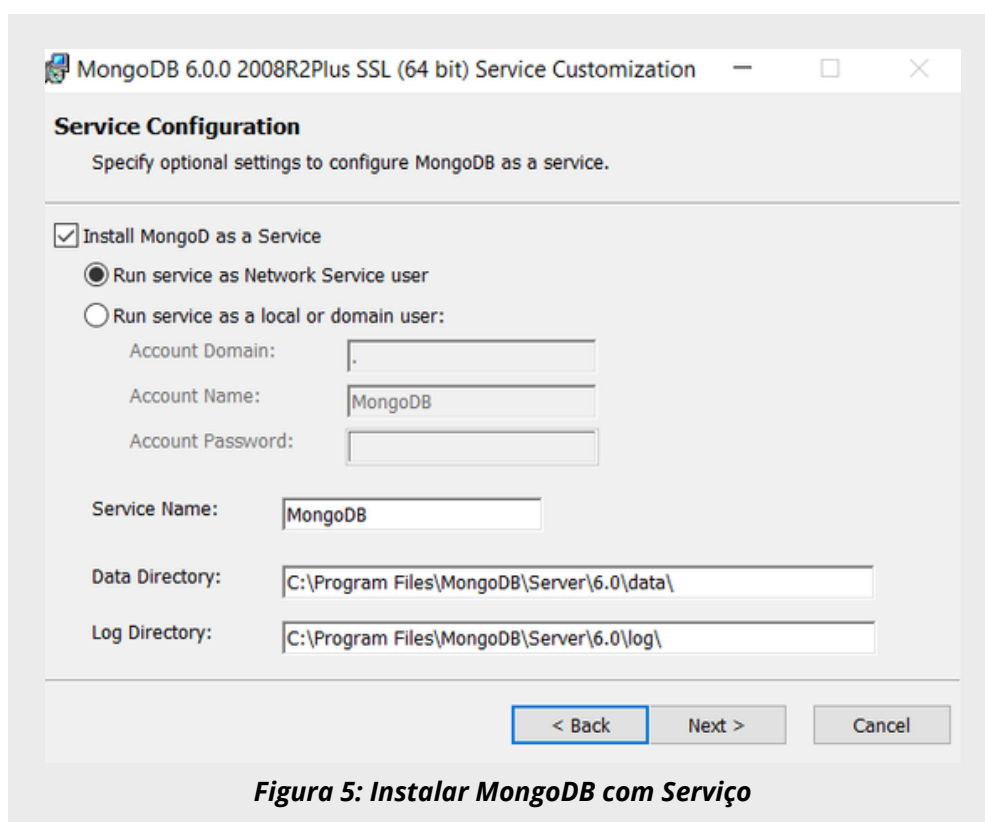 MongoDB 6.0.0 2008R2Plus SSL (64 bit) Service Customization
Service Configuration
Specify optional settings to configure MongoDB as a service.
Install MongoD as a Service
Run service as Network Service user
Run service as a local or domain user:
Account Domain: .
Account Name: MongoDB
Account Password:
Service Name: MongoDB
Data Directory: C:\Program Files\MongoDB\Server\6.0\data\
Log Directory: C:\Program Files\MongoDB\Server\6.0\log\
< Back Next > Cancel
Figura 5: Instalar MongoDB com Serviço